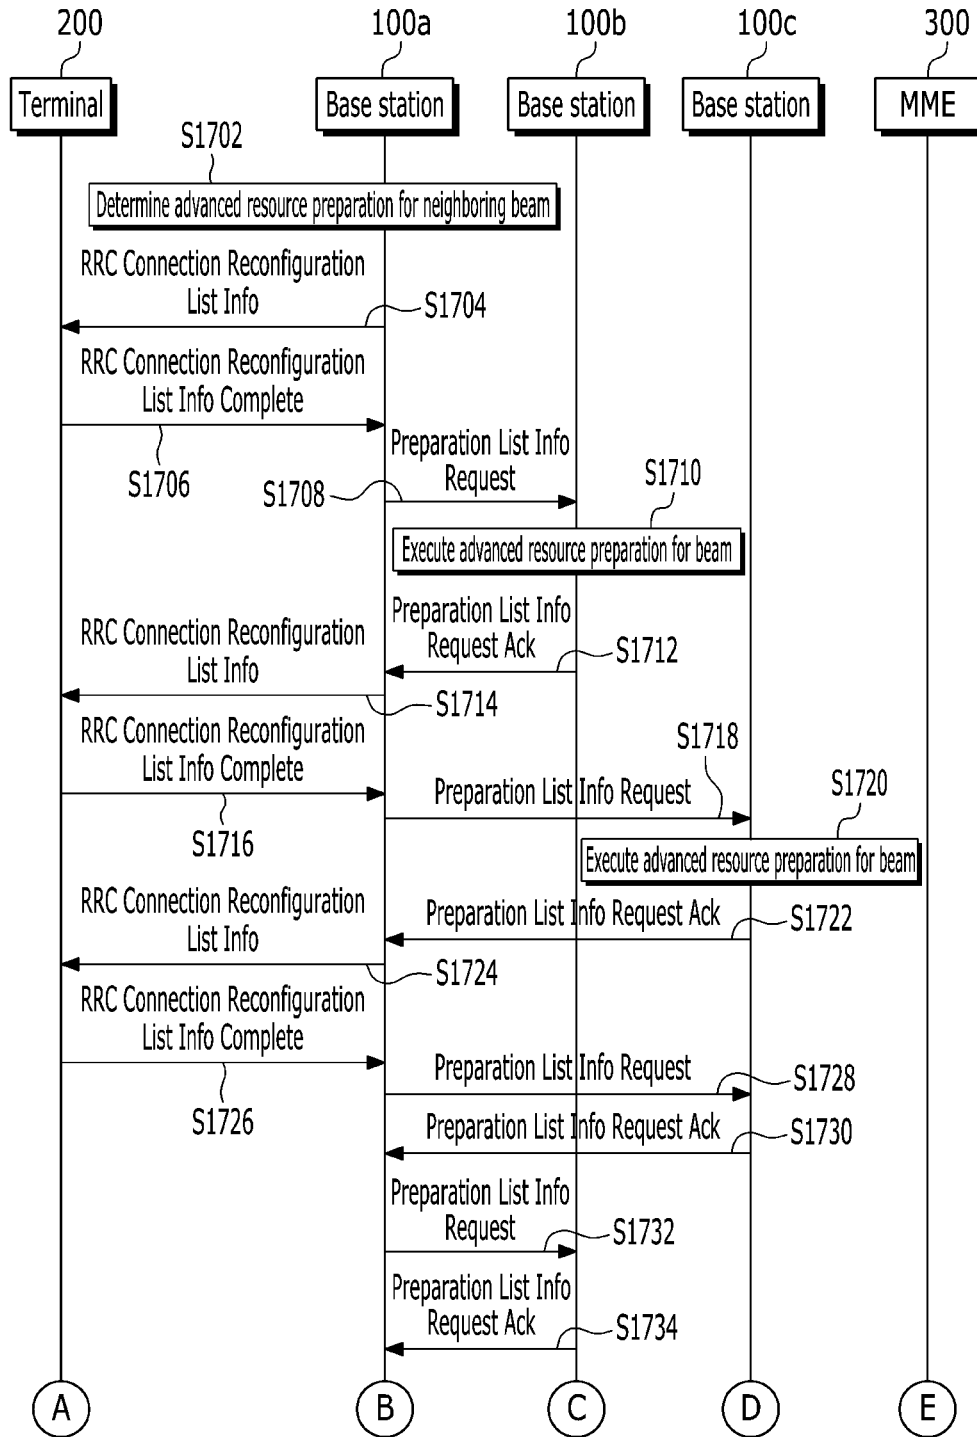 200
100a
100b
100c
300
Terminal
Base station
Base station
Base station
MME
S1702
Determine advanced resource preparation for neighboring beam
RRC Connection Reconfiguration
List Info
S1704
RRC Connection Reconfiguration
List Info Complete
S1706
Preparation List Info
Request
S1708
S1710
Execute advanced resource preparation for beam
Preparation List Info
Request Ack
S1712
RRC Connection Reconfiguration
List Info
S1714
RRC Connection Reconfiguration
List Info Complete
S1716
S1718
Preparation List Info Request
S1720
Execute advanced resource preparation for beam
Preparation List Info Request Ack
S1722
RRC Connection Reconfiguration
List Info
S1724
RRC Connection Reconfiguration
List Info Complete
S1726
Preparation List Info Request
S1728
Preparation List Info Request Ack
S1730
Preparation List Info
Request
S1732
Preparation List Info
Request Ack
S1734
A
B
C
D
E